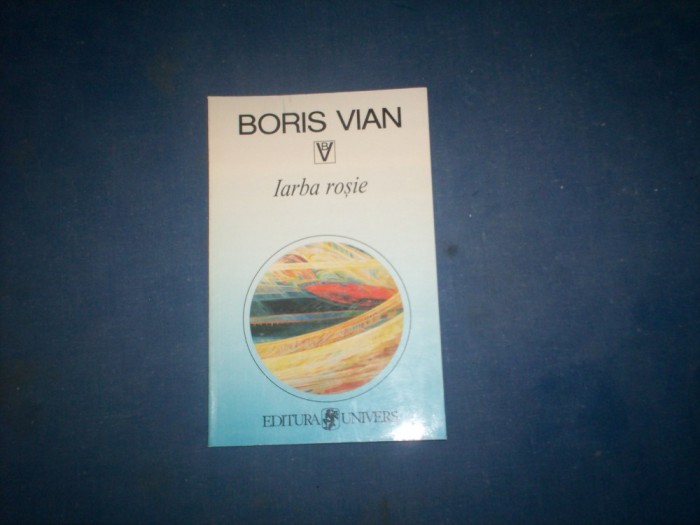 BORIS VIAN
BV
Iarba roșie
EDITURA UNIVERS